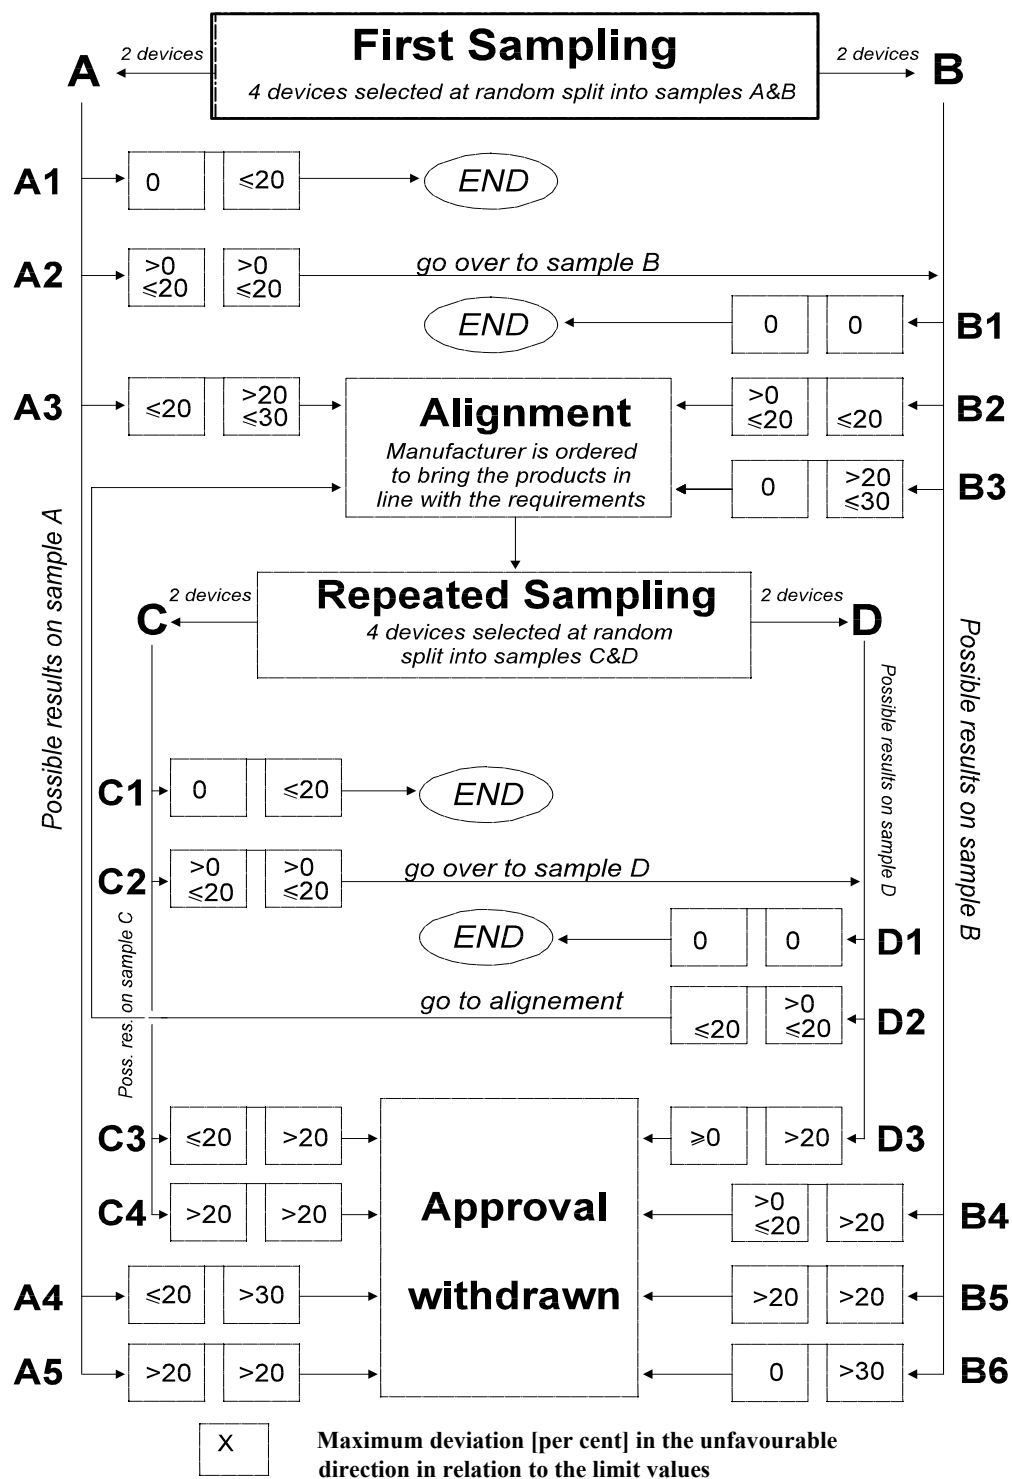 First Sampling
4 devices selected at random split into samples A&B
A
2 devices
2 devices
B
A1
0
≤20
END
A2
>0
≤20
>0
≤20
go over to sample B
END
0
0
B1
A3
≤20
>20
≤30
Alignment
Manufacturer is ordered
to bring the products in
line with the requirements
>0
≤20
≤20
B2
0
>20
≤30
B3
Possible results on sample A
C
2 devices
Repeated Sampling
4 devices selected at random
split into samples C&D
2 devices
D
Possible results on sample D
Possible results on sample B
C1
0
≤20
END
C2
>0
≤20
>0
≤20
go over to sample D
Poss. res. on sample C
END
0
0
D1
go to alignement
≤20
>0
≤20
D2
C3
≤20
>20
≥0
>20
D3
C4
>20
>20
Approval
withdrawn
>0
≤20
>20
B4
A4
≤20
>30
>20
>20
B5
A5
>20
>20
0
>30
B6
X
Maximum deviation [per cent] in the unfavourable
direction in relation to the limit values